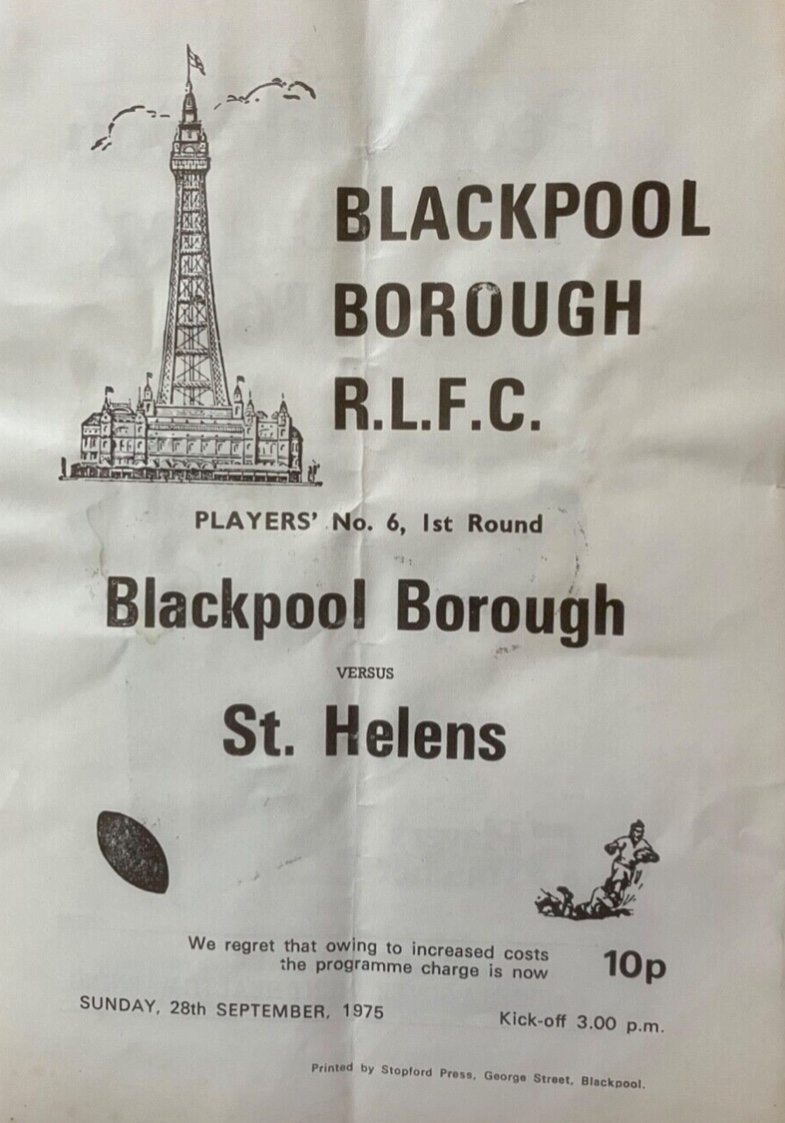 BLACKPOOL
BOROUGH
R.L.F.C.
PLAYERS' No. 6, 1st Round
Blackpool Borough
VERSUS
St. Helens
We regret that owing to increased costs
the programme charge is now
10p
SUNDAY, 28th SEPTEMBER, 1975
Kick-off 3.00 p.m.
Printed by Stopford Press, George Street, Blackpool.